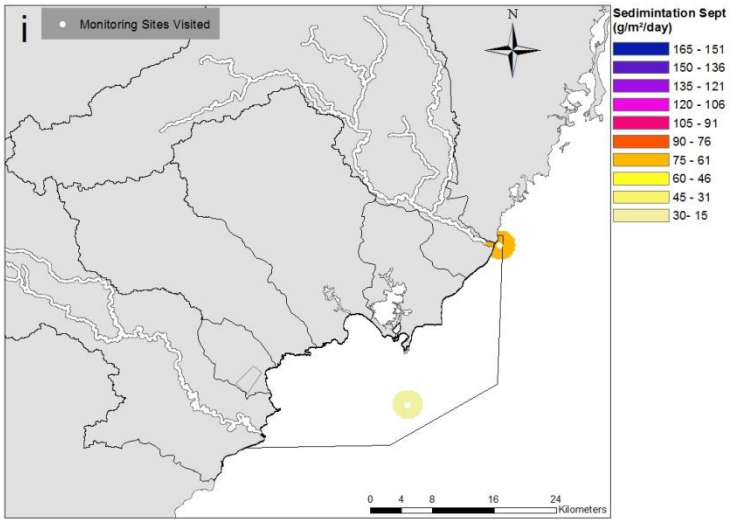 i
Monitoring Sites Visited
N
Sedimintation Sept
(g/m²/day)
165 - 151
150 - 136
135 - 121
120 - 106
105 - 91
90 - 76
75 - 61
60 - 46
45 - 31
30- 15
0 4 8 16 24
Kilometers